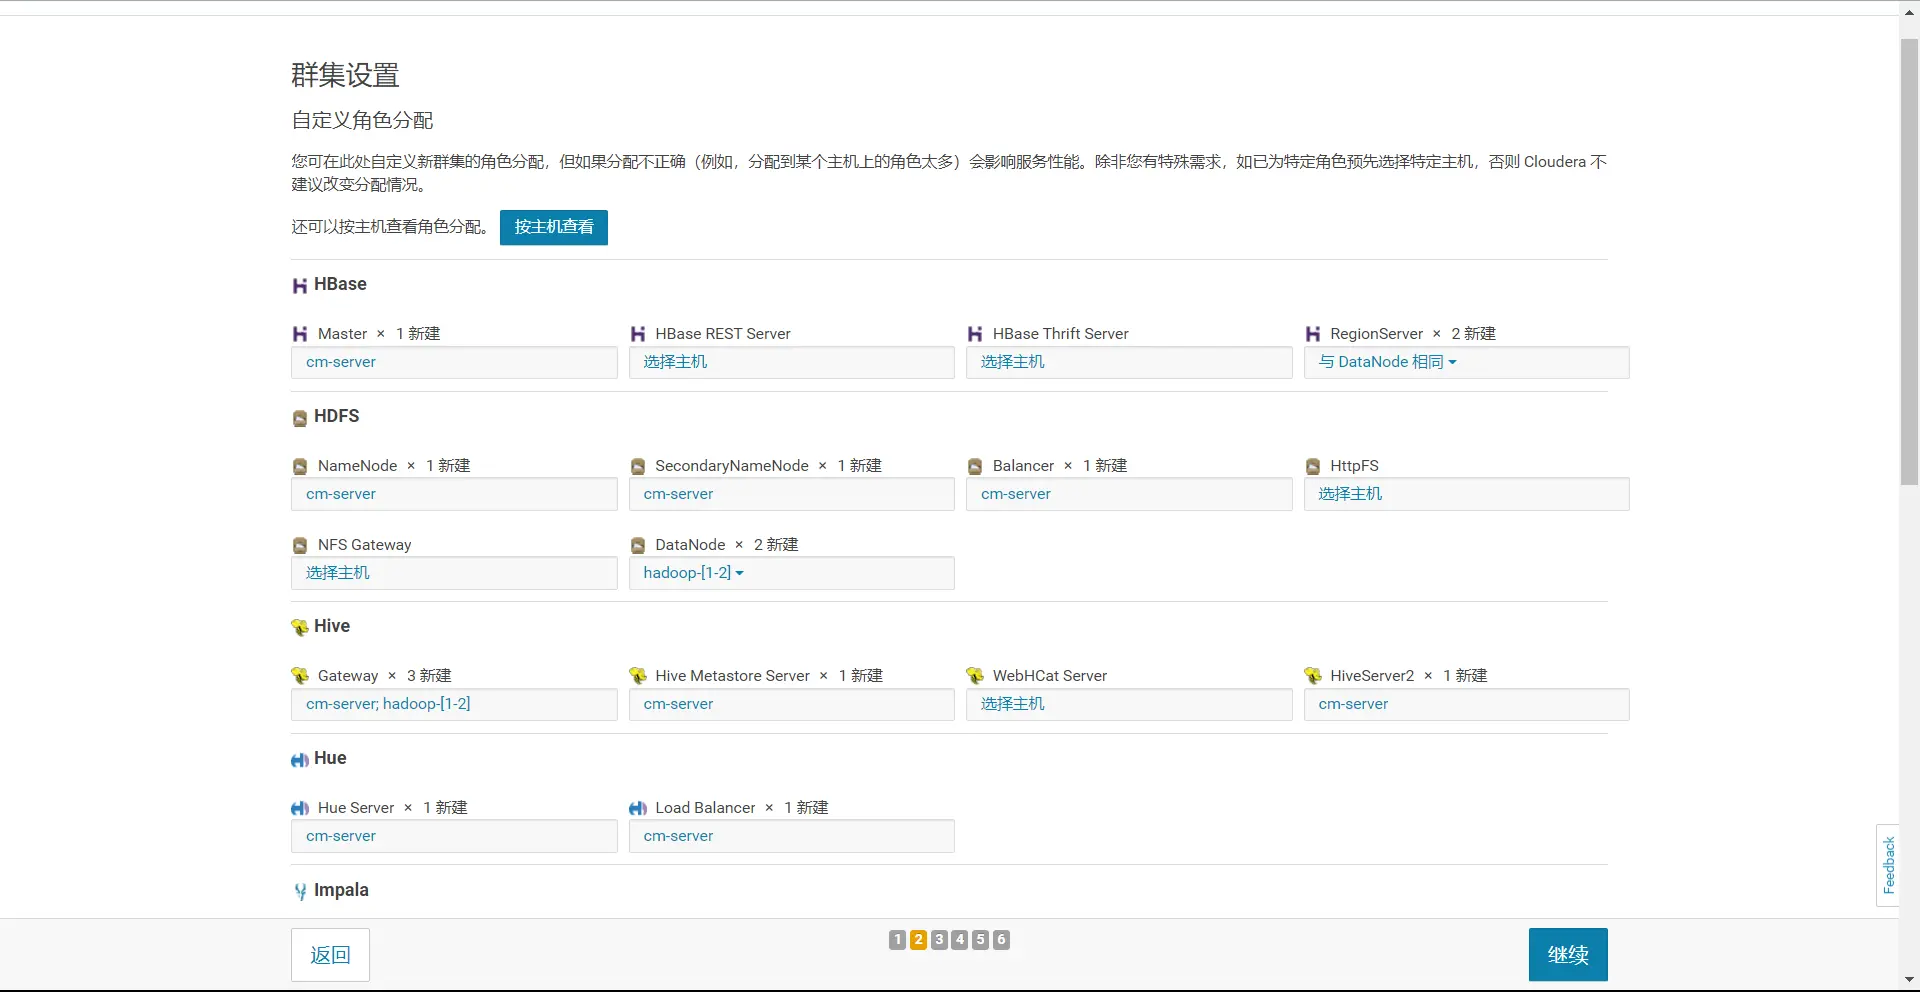 群集设置
自定义角色分配
您可在此处自定义新群集的角色分配，但如果分配不正确（例如，分配到某个主机上的角色太多）会影响服务性能。除非您有特殊需求，如已为特定角色预先选择特定主机，否则 Cloudera 不
建议改变分配情况。
还可以按主机查看角色分配。 按主机查看
HBase
Master × 1 新建 HBase REST Server HBase Thrift Server RegionServer × 2 新建
cm-server 选择主机 选择主机 与 DataNode 相同
HDFS
NameNode × 1 新建 SecondaryNameNode × 1 新建 Balancer × 1 新建 HttpFS
cm-server cm-server cm-server 选择主机
NFS Gateway DataNode × 2 新建
选择主机 hadoop-[1-2]
Hive
Gateway × 3 新建 Hive Metastore Server × 1 新建 WebHCat Server HiveServer2 × 1 新建
cm-server; hadoop-[1-2] cm-server 选择主机 cm-server
Hue
Hue Server × 1 新建 Load Balancer × 1 新建
cm-server cm-server
Impala
Feedback
返回 1 2 3 4 5 6 继续